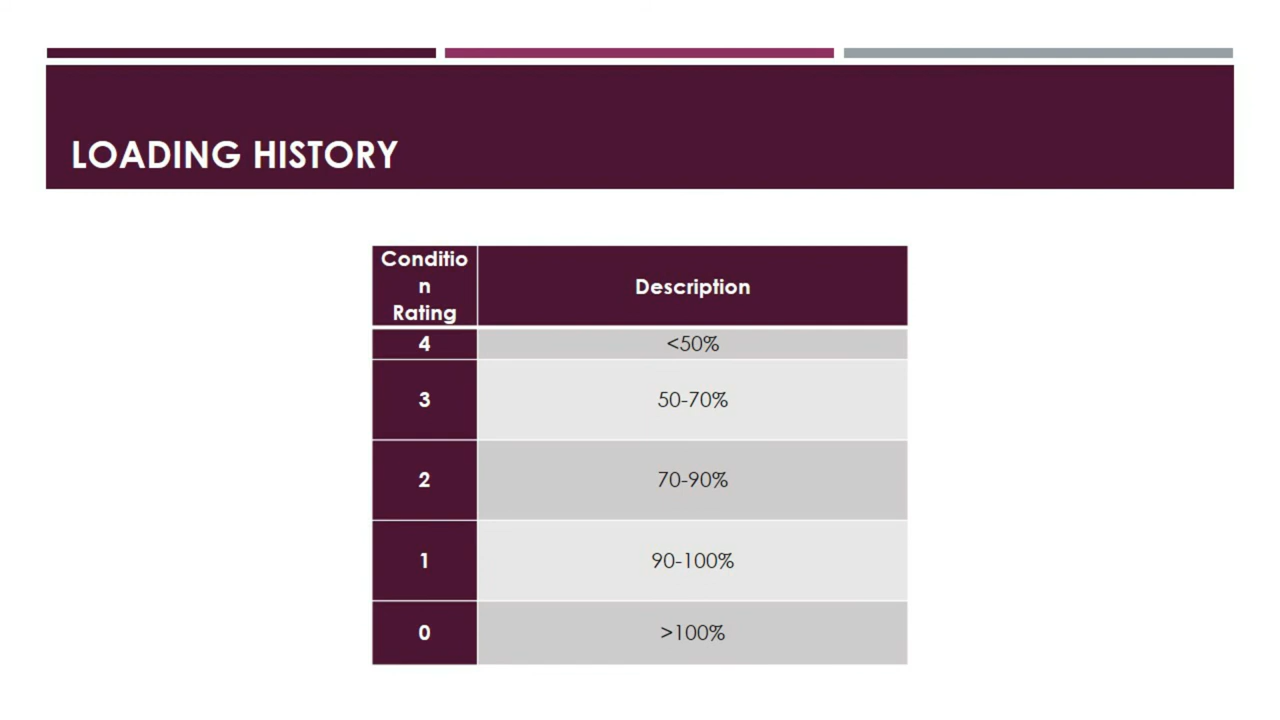 LOADING HISTORY
Conditio
n
Rating
Description
4
<50%
3
50-70%
2
70-90%
1
90-100%
0
>100%